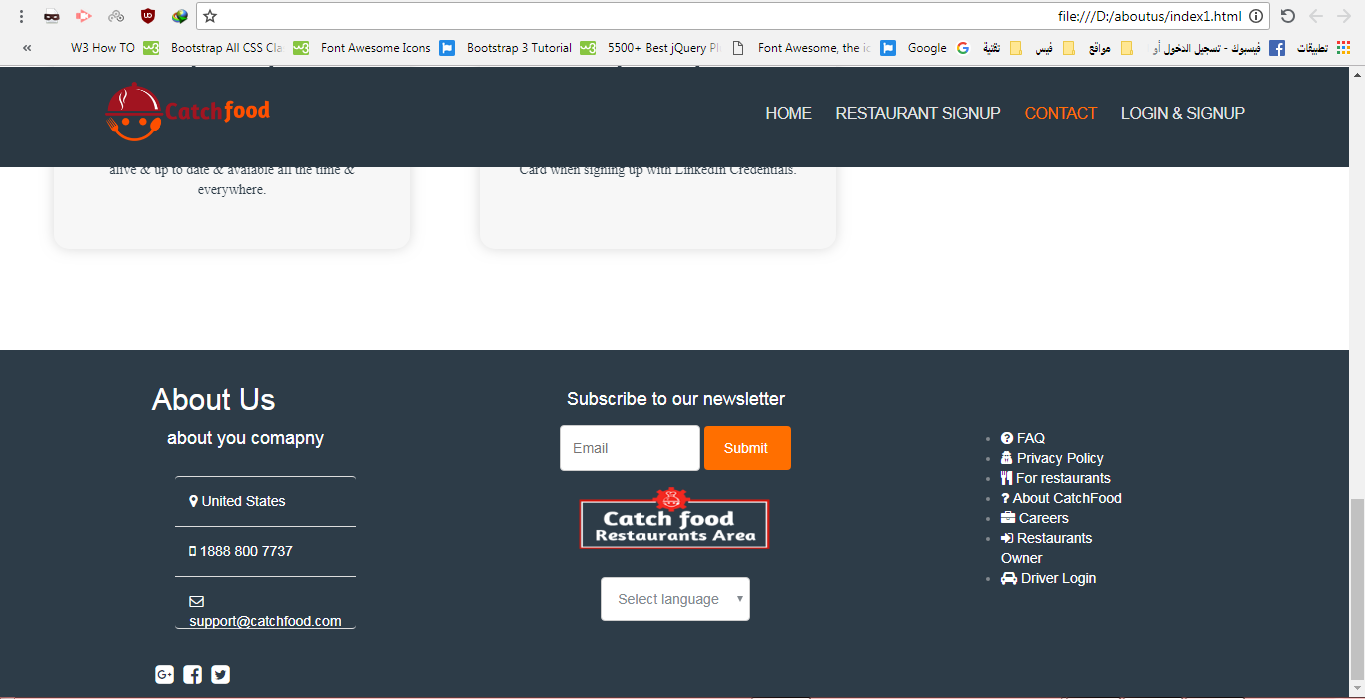 file:///D:/aboutus/index1.html
« W3 How TO Bootstrap All CSS Cla Font Awesome Icons Bootstrap 3 Tutorial 5500+ Best jQuery Pl Font Awesome, the ic Google تقنية فيس مواقع فيسبوك - تسجيل الدخول أو تطبيقات
Catchfood
HOME RESTAURANT SIGNUP CONTACT LOGIN & SIGNUP
alive & up to date & avaiable all the time &
everywhere.
Card when signing up with LinkedIn Credentials.
About Us
about you comapny
United States
1888 800 7737
support@catchfood.com
G+
Subscribe to our newsletter
Email Submit
Catch food
Restaurants Area
Select language
FAQ
Privacy Policy
For restaurants
About CatchFood
Careers
Restaurants
Owner
Driver Login